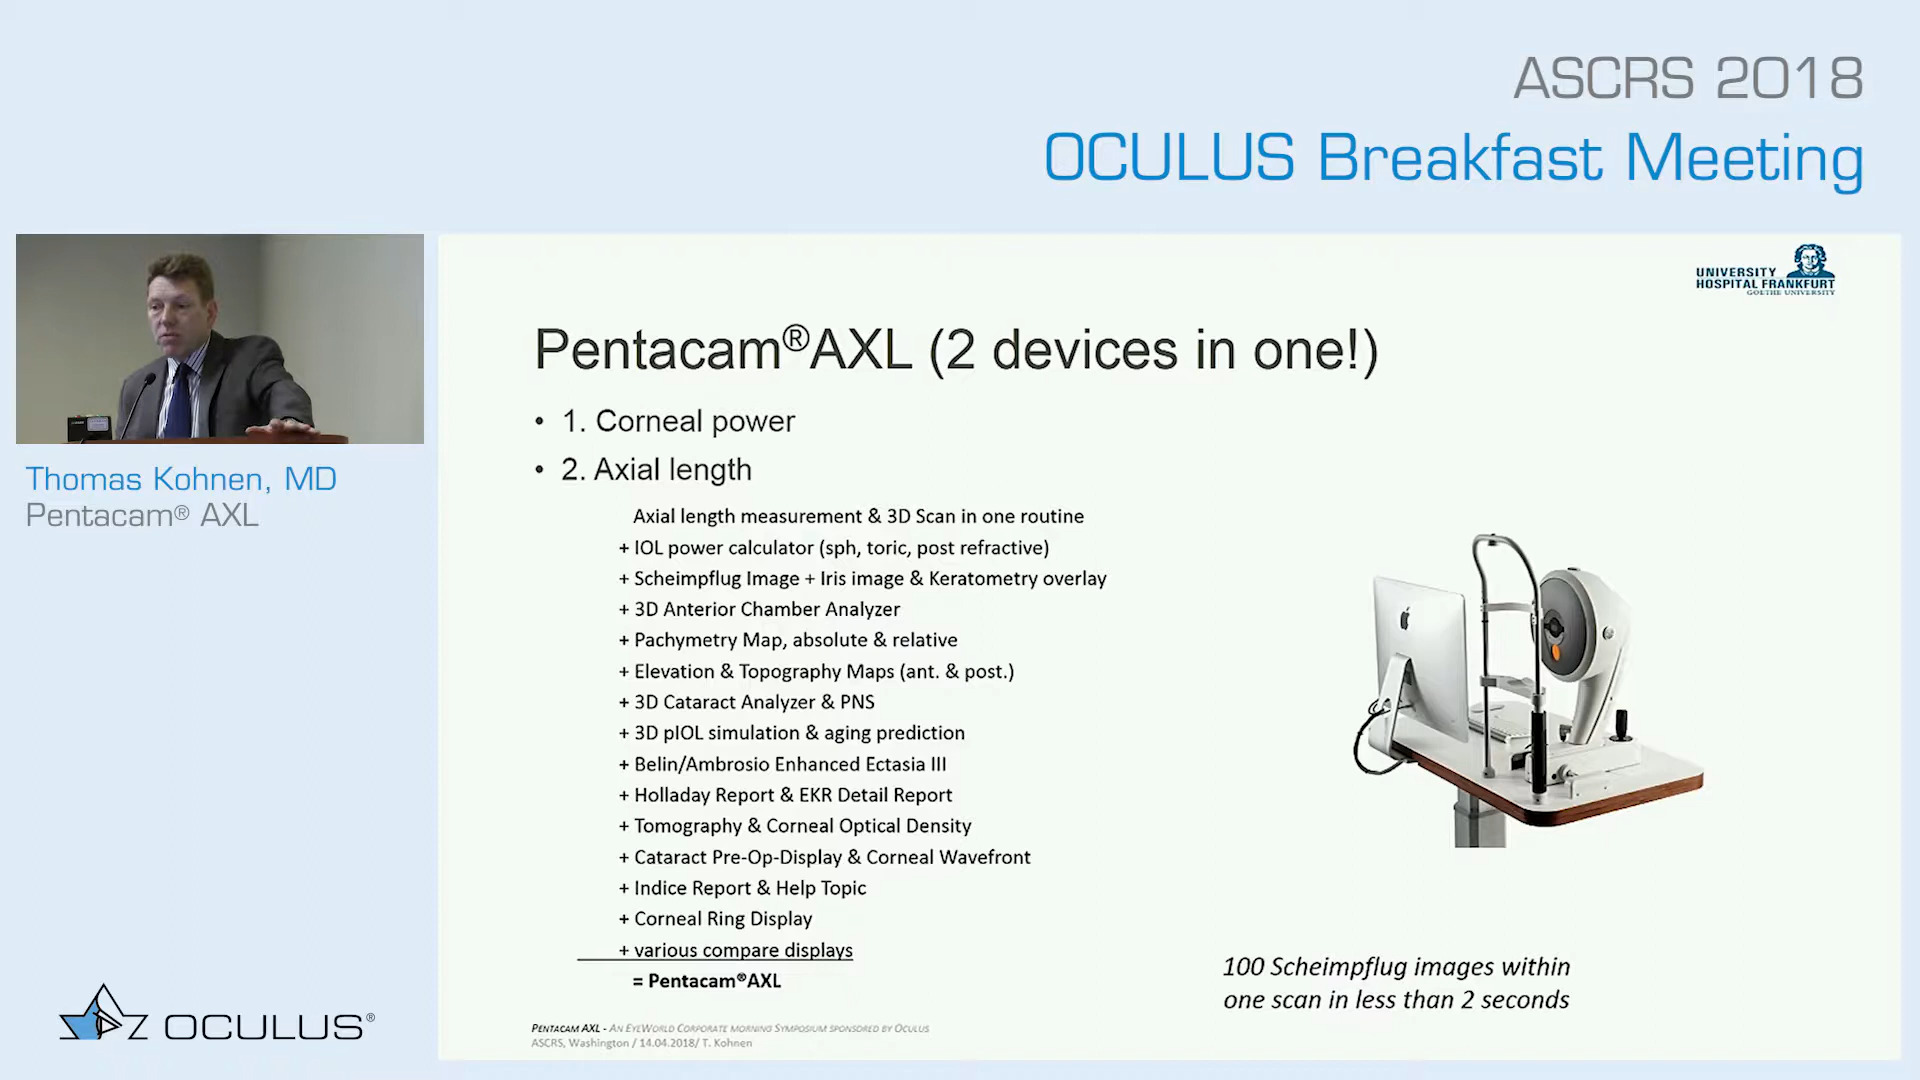 ASCRS 2018
OCULUS Breakfast Meeting
UNIVERSITY
HOSPITAL FRANKFURT
GOETHE UNIVERSITY
Thomas Kohnen, MD
Pentacam® AXL
Pentacam®AXL (2 devices in one!)
• 1. Corneal power
• 2. Axial length
Axial length measurement & 3D Scan in one routine
+ IOL power calculator (sph, toric, post refractive)
+ Scheimpflug Image + Iris image & Keratometry overlay
+ 3D Anterior Chamber Analyzer
+ Pachymetry Map, absolute & relative
+ Elevation & Topography Maps (ant. & post.)
+ 3D Cataract Analyzer & PNS
+ 3D pIOL simulation & aging prediction
+ Belin/Ambrosio Enhanced Ectasia III
+ Holladay Report & EKR Detail Report
+ Tomography & Corneal Optical Density
+ Cataract Pre-Op-Display & Corneal Wavefront
+ Indice Report & Help Topic
+ Corneal Ring Display
+ various compare displays
= Pentacam®AXL
100 Scheimpflug images within
one scan in less than 2 seconds
PENTACAM AXL - AN EYEWORLD CORPORATE MORNING SYMPOSIUM SPONSORED BY OCULUS
ASCRS, Washington / 14.04.2018/ T. Kohnen
OCULUS®